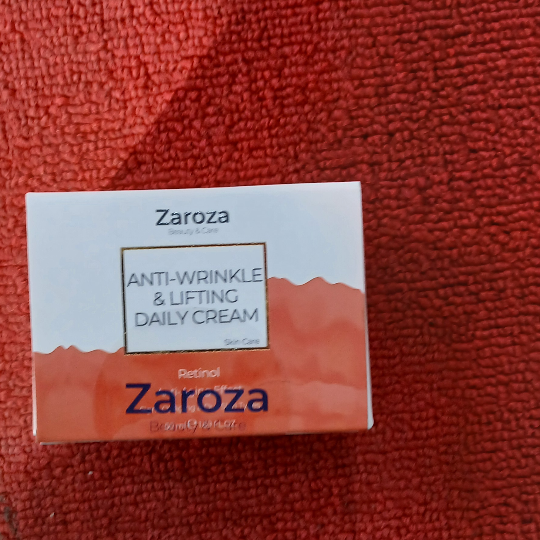 Zaroza
Beauty & Care
ANTI-WRINKLE
& LIFTING
DAILY CREAM
Skin Care
Retinol
Zaroza